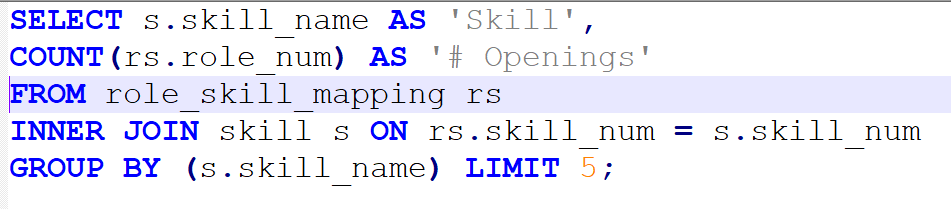 SELECT s.skill_name AS 'Skill',
COUNT(rs.role_num) AS '# Openings'
FROM role_skill_mapping rs
INNER JOIN skill s ON rs.skill_num = s.skill_num
GROUP BY (s.skill_name) LIMIT 5;